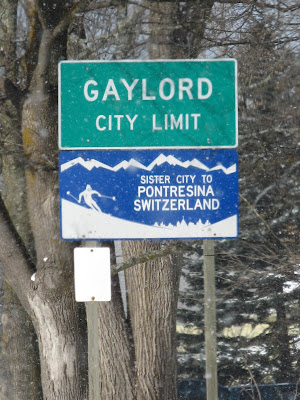 GAYLORD
CITY LIMIT
SISTER CITY TO
PONTRESINA
SWITZERLAND